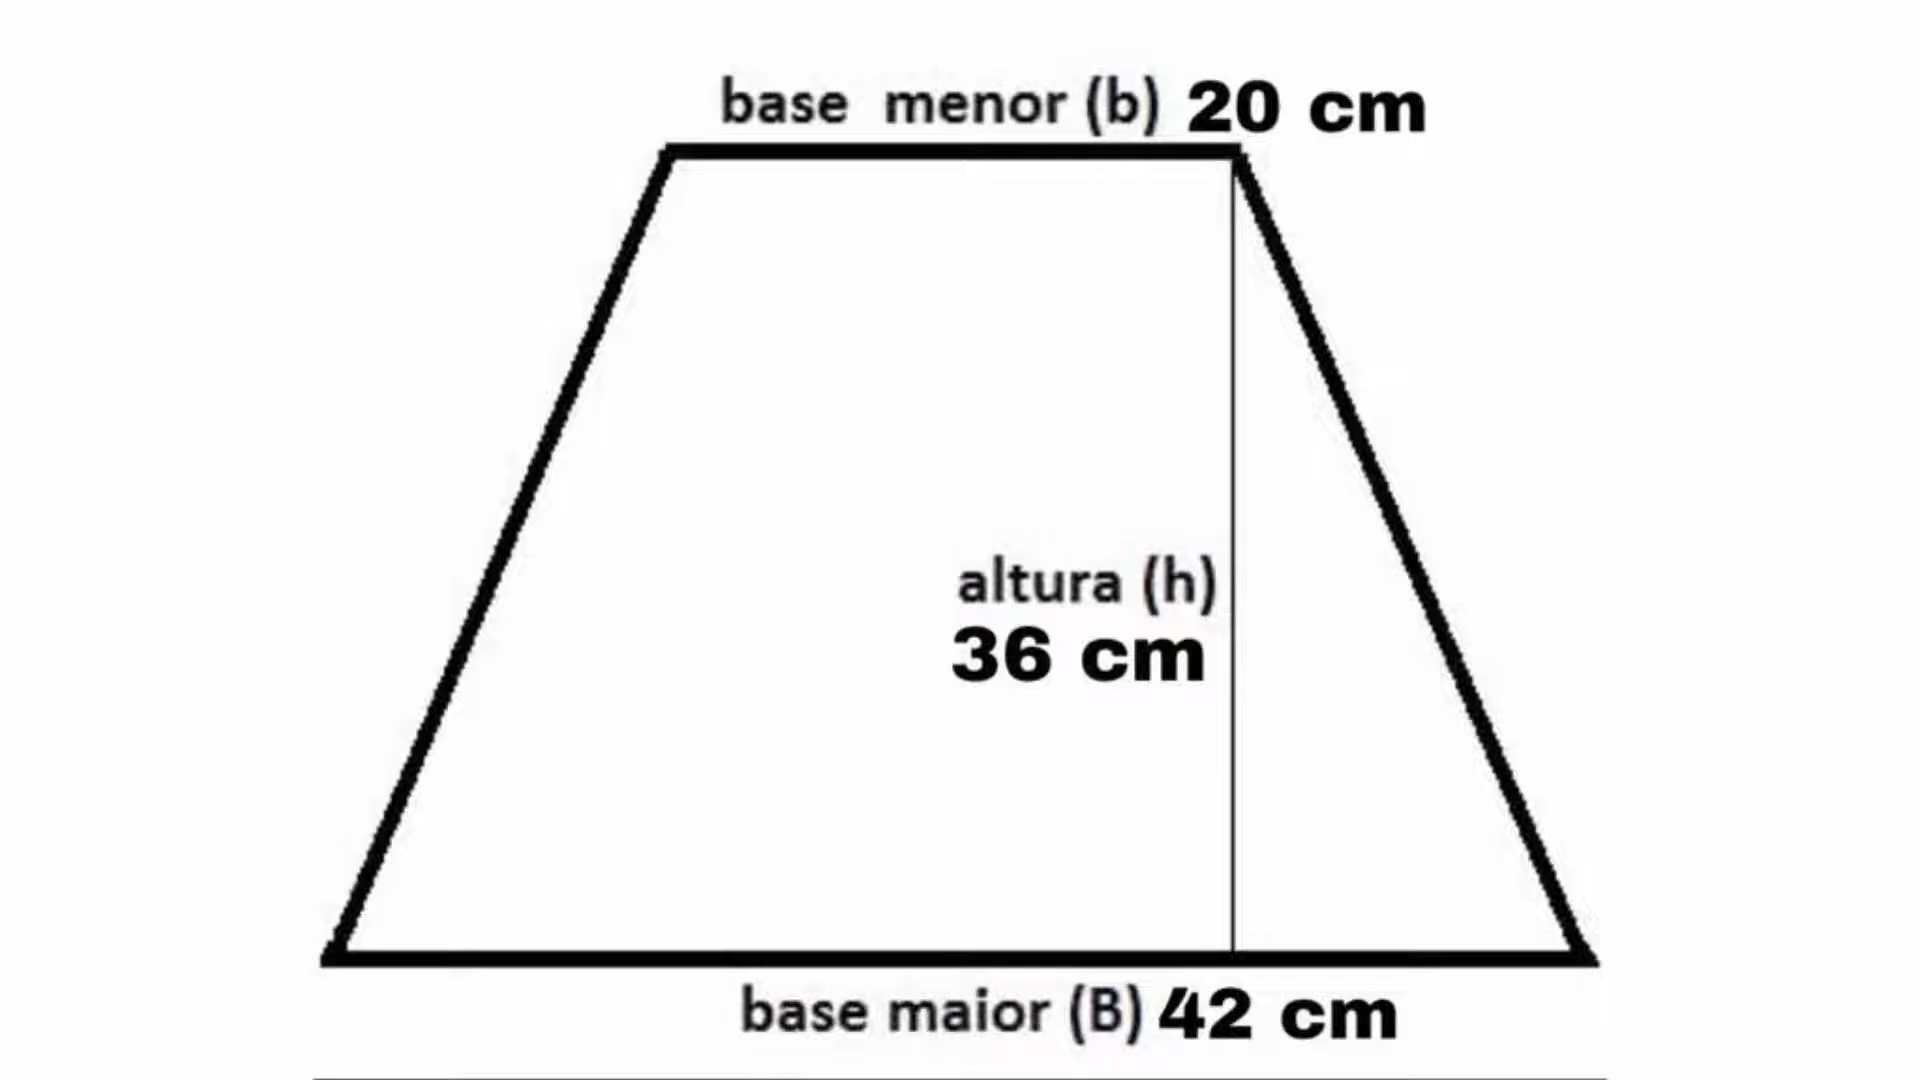 base menor (b) 20 cm
altura (h)
36 cm
base maior (B) 42 cm